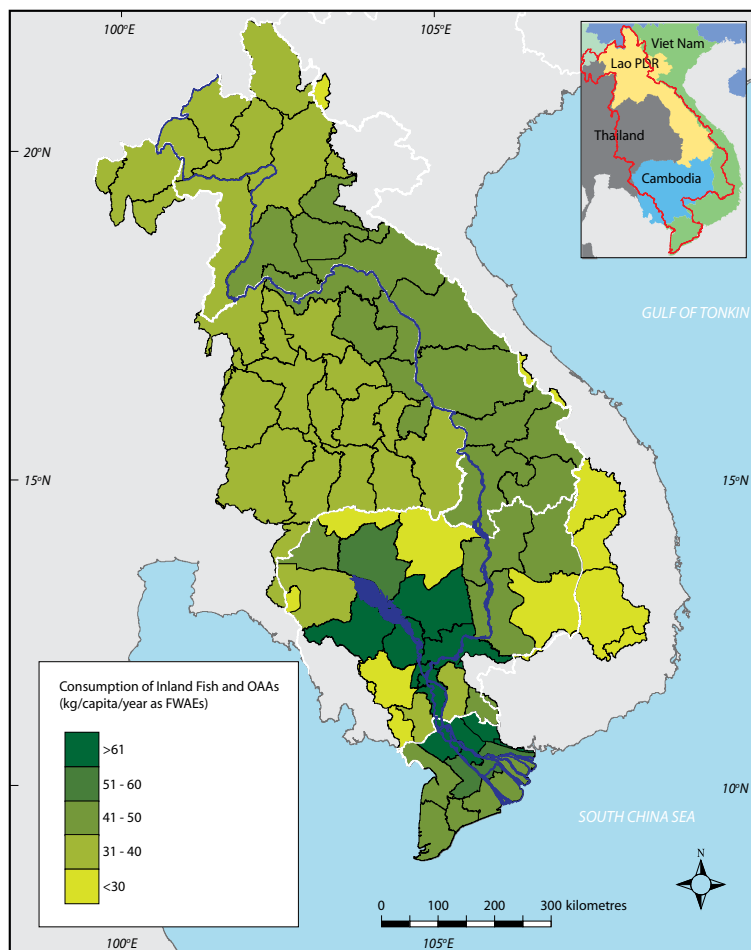 100°E
105°E
20°N
15°N
15°N
10°N
Viet Nam
Lao PDR
Thailand
Cambodia
GULF OF TONKIN
SOUTH CHINA SEA
Consumption of Inland Fish and OAAs
(kg/capita/year as FWAEs)
>61
51 - 60
41 - 50
31 - 40
<30
N
0 50 100 200 300 kilometres
100°E
105°E